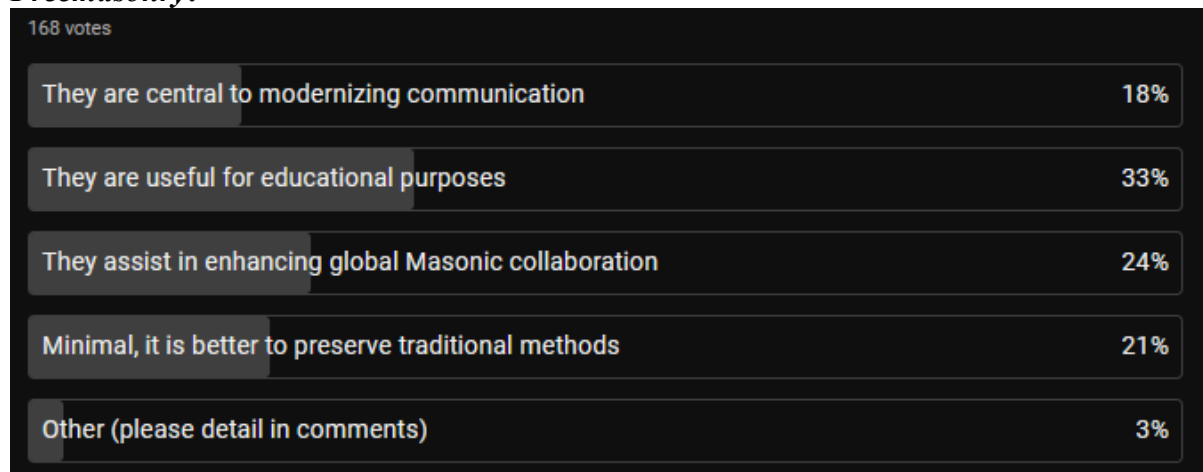 168 votes
They are central to modernizing communication 18%
They are useful for educational purposes 33%
They assist in enhancing global Masonic collaboration 24%
Minimal, it is better to preserve traditional methods 21%
Other (please detail in comments) 3%